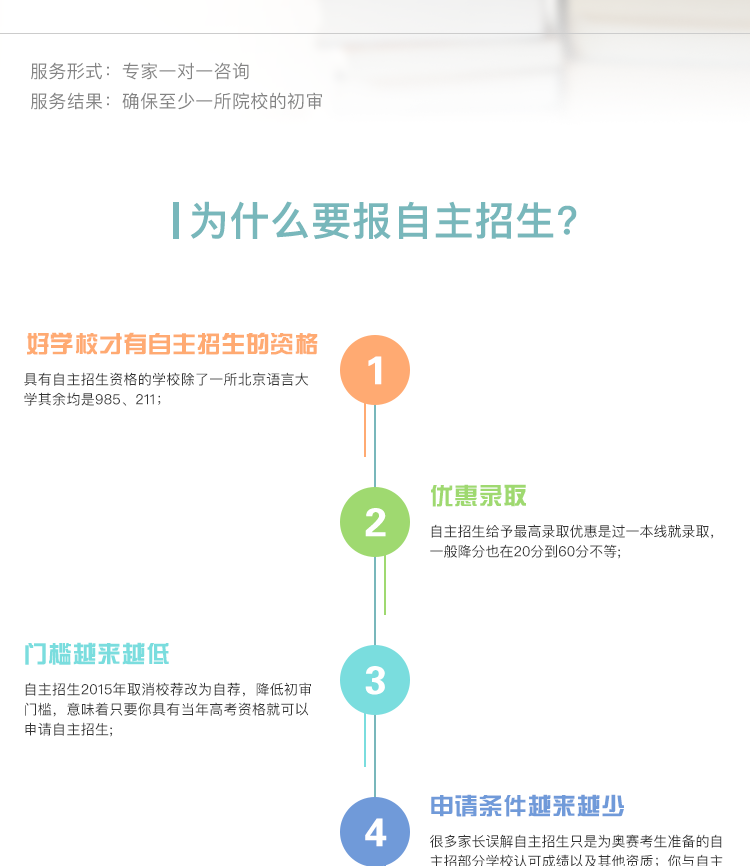 服务形式：专家一对一咨询
服务结果：确保至少一所院校的初审
为什么要报自主招生?
好学校才有自主招生的资格
1
具有自主招生资格的学校除了一所北京语言大
学其余均是985、211；
2
优惠录取
自主招生给予最高录取优惠是过一本线就录取，
一般降分也在20分到60分不等；
门槛越来越低
3
自主招生2015年取消校荐改为自荐，降低初审
门槛，意味着只要你具有当年高考资格就可以
申请自主招生；
4
申请条件越来越少
很多家长误解自主招生只是为奥赛考生准备的自
主招部分学校认可成绩以及其他资质；你与自主